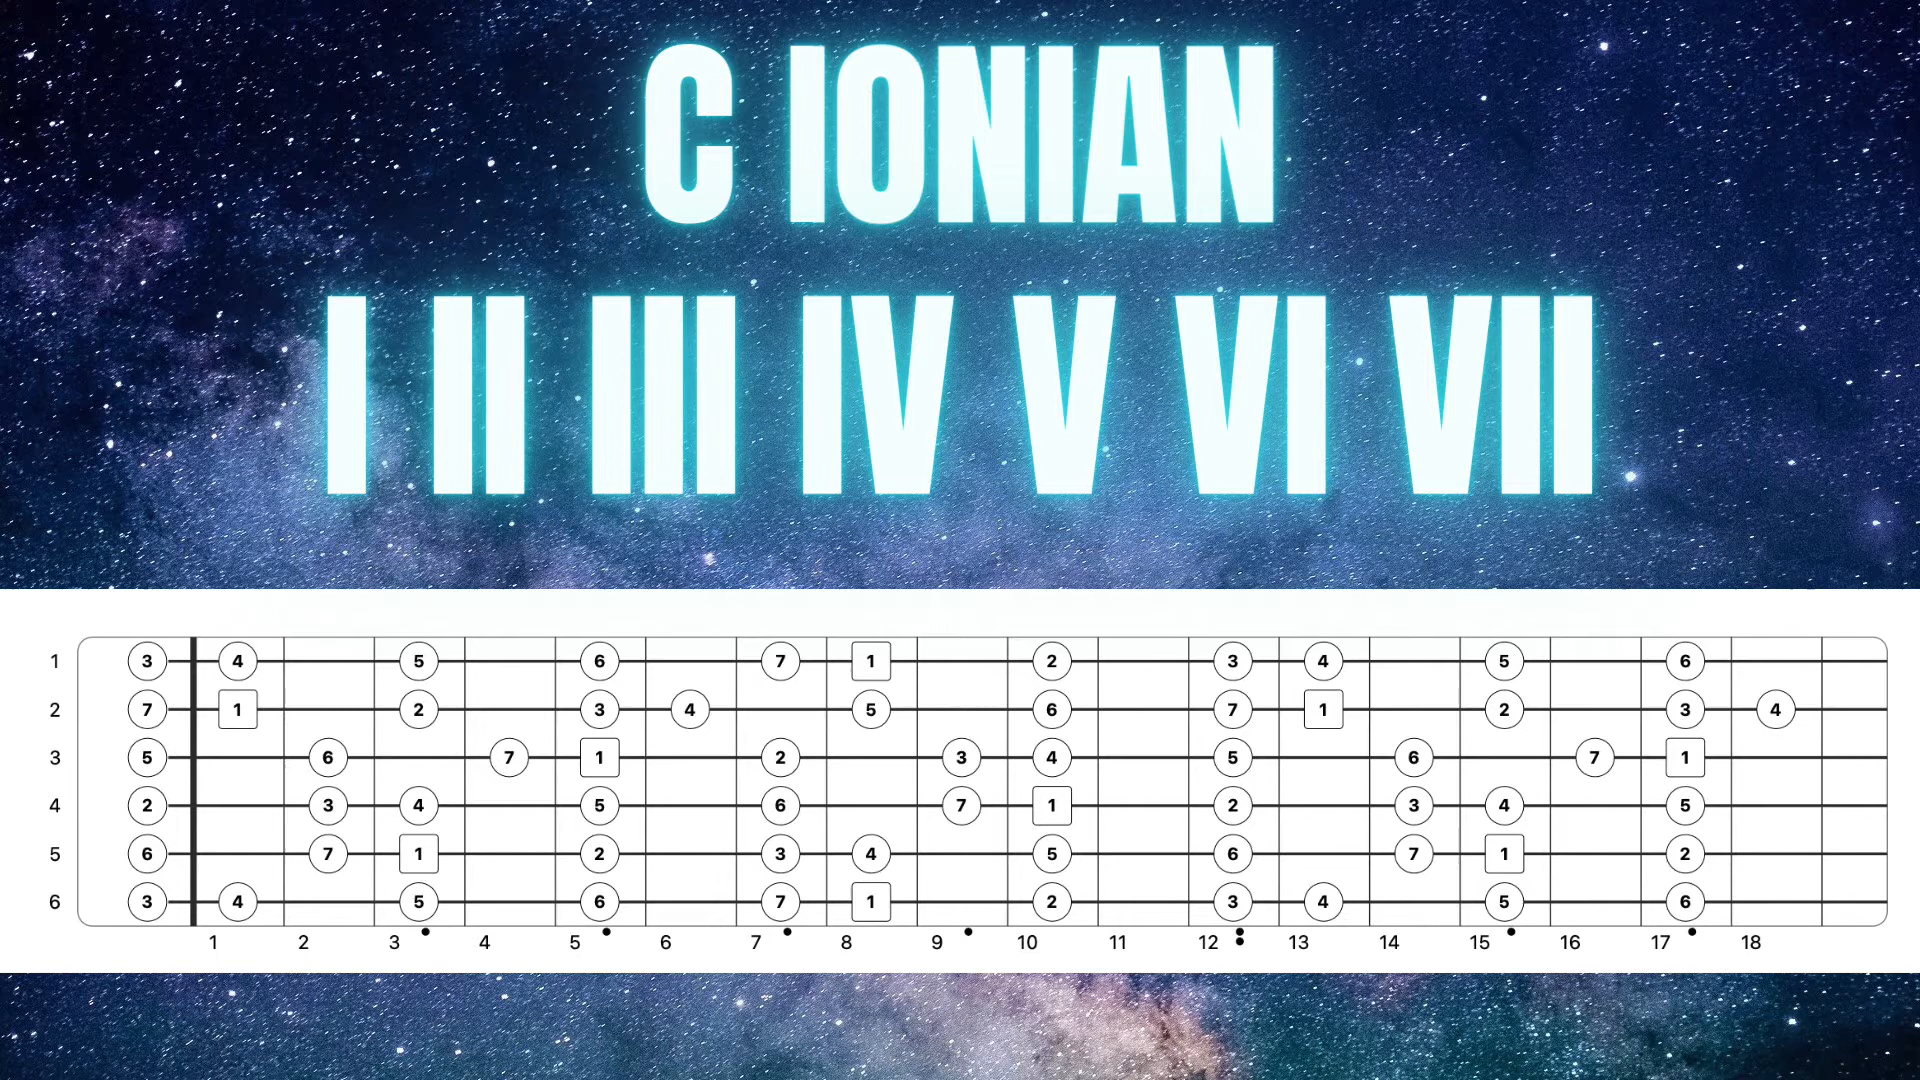 C IONIAN
I II III IV V VI VII
1 3 4 5 6 7 1 2 3 4 5 6
2 7 1 2 3 4 5 6 7 1 2 3 4
3 5 6 7 1 2 3 4 5 6 7 1
4 2 3 4 5 6 7 1 2 3 4 5
5 6 7 1 2 3 4 5 6 7 1 2
6 3 4 5 6 7 1 2 3 4 5 6
1 2 3 4 5 6 7 8 9 10 11 12 13 14 15 16 17 18